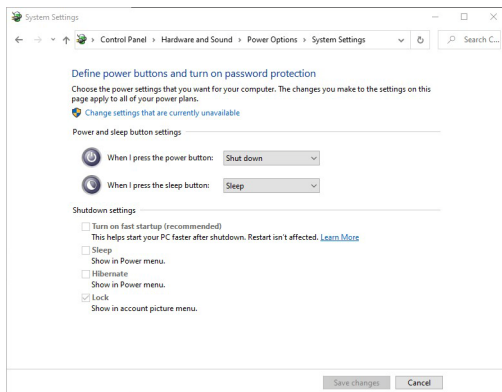 System Settings
Control Panel > Hardware and Sound > Power Options > System Settings
Search C...
Define power buttons and turn on password protection
Choose the power settings that you want for your computer. The changes you make to the settings on this
page apply to all of your power plans.
Change settings that are currently unavailable
Power and sleep button settings
When I press the power button: Shut down
When I press the sleep button: Sleep
Shutdown settings
Turn on fast startup (recommended)
This helps start your PC faster after shutdown. Restart isn't affected. Learn More
Sleep
Show in Power menu.
Hibernate
Show in Power menu.
Lock
Show in account picture menu.
Save changes Cancel